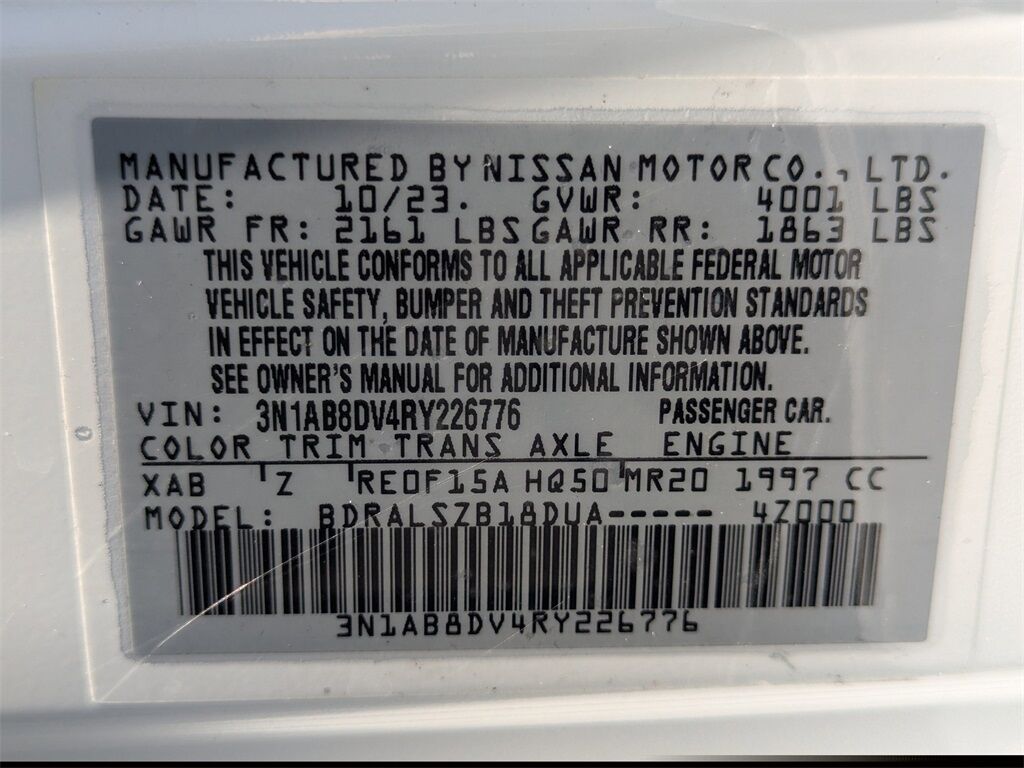 MANUFACTURED BY NISSAN MOTOR CO., LTD.
DATE: 10/23. GVWR: 4001 LBS
GAWR FR: 2161 LBS GAWR RR: 1863 LBS
THIS VEHICLE CONFORMS TO ALL APPLICABLE FEDERAL MOTOR
VEHICLE SAFETY, BUMPER AND THEFT PREVENTION STANDARDS
IN EFFECT ON THE DATE OF MANUFACTURE SHOWN ABOVE.
SEE OWNER'S MANUAL FOR ADDITIONAL INFORMATION.
VIN: 3N1AB8DV4RY226776 PASSENGER CAR.
COLOR TRIM TRANS AXLE ENGINE
XAB Z RE0F15A HQ50 MR20 1997 CC
MODEL: BDRALSZB18DUA----- 4Z000
3N1AB8DV4RY226776